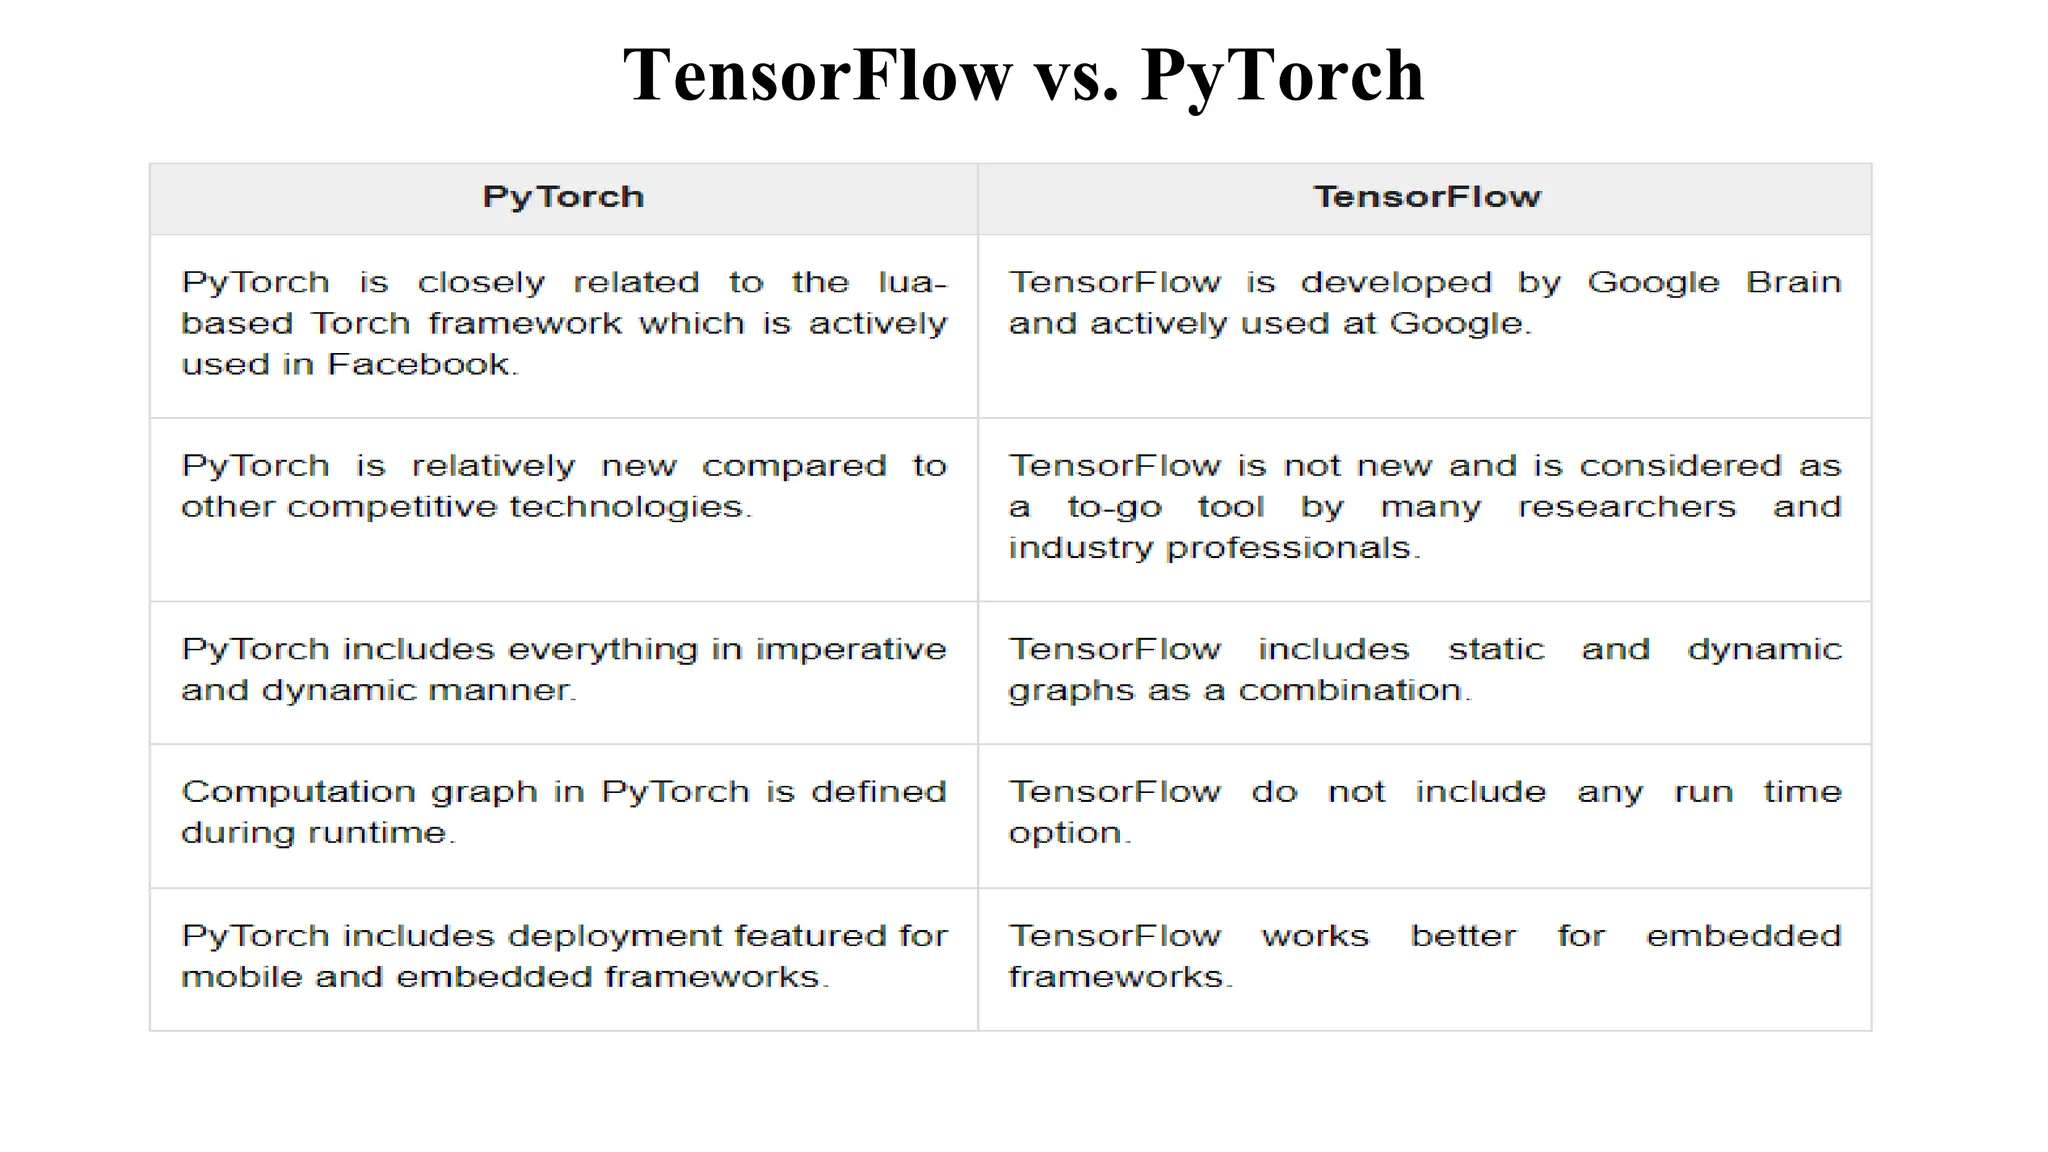 TensorFlow vs. PyTorch
PyTorch
TensorFlow
PyTorch is closely related to the lua-
based Torch framework which is actively
used in Facebook.
TensorFlow is developed by Google Brain
and actively used at Google.
PyTorch is relatively new compared to
other competitive technologies.
TensorFlow is not new and is considered as
a to-go tool by many researchers and
industry professionals.
PyTorch includes everything in imperative
and dynamic manner.
TensorFlow includes static and dynamic
graphs as a combination.
Computation graph in PyTorch is defined
during runtime.
TensorFlow do not include any run time
option.
PyTorch includes deployment featured for
mobile and embedded frameworks.
TensorFlow works better for embedded
frameworks.